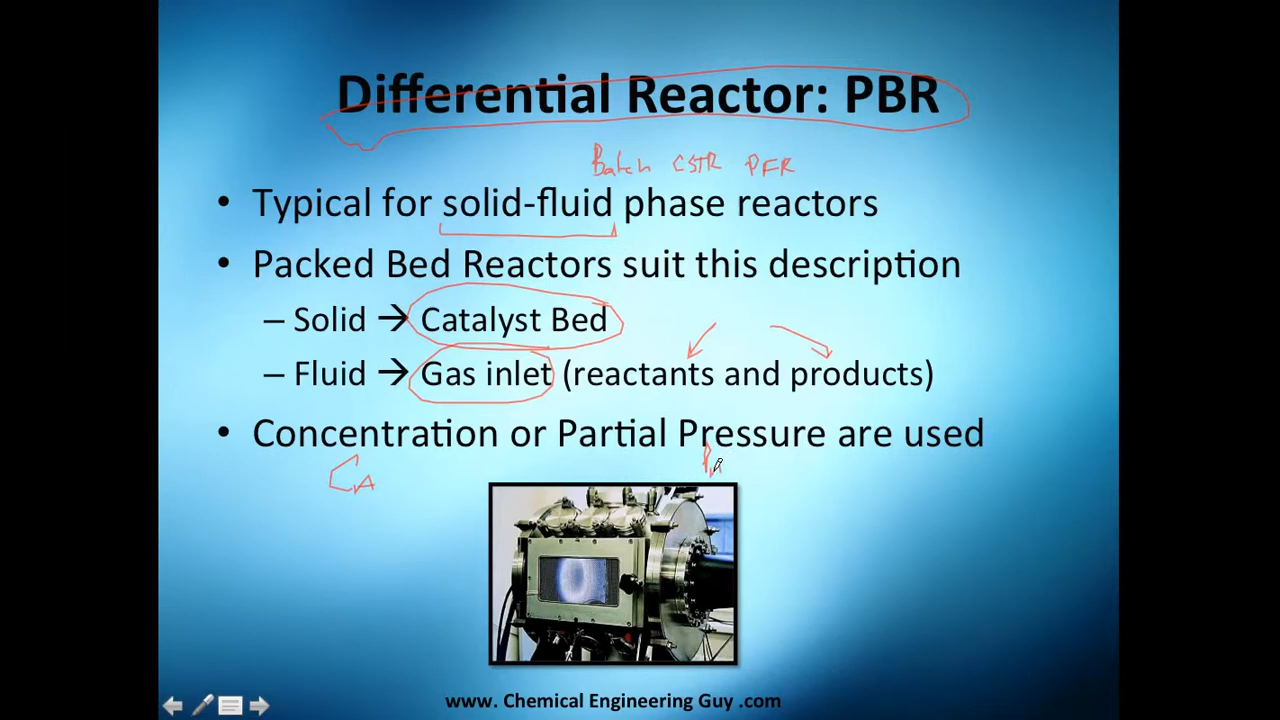 Differential Reactor: PBR
Batch CSTR PFR
• Typical for solid-fluid phase reactors
• Packed Bed Reactors suit this description
– Solid → Catalyst Bed
– Fluid → Gas inlet (reactants and products)
• Concentration or Partial Pressure are used
CA PA
www. Chemical Engineering Guy .com